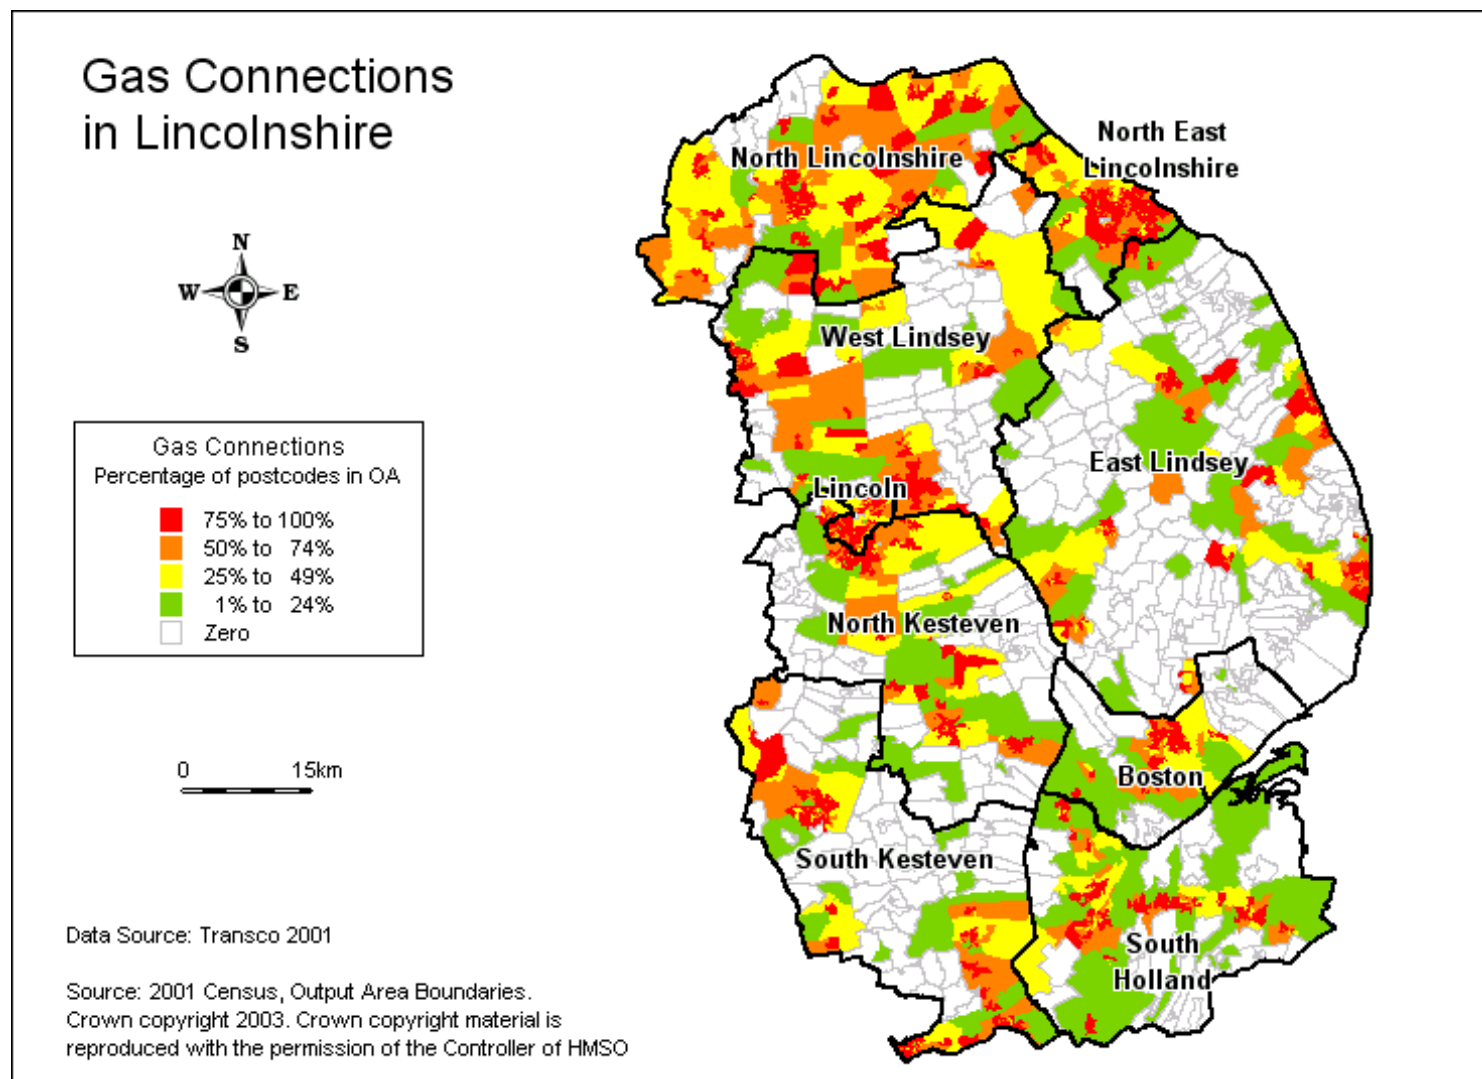 Gas Connections
in Lincolnshire
N
W
E
S
Gas Connections
Percentage of postcodes in OA
75% to 100%
50% to 74%
25% to 49%
1% to 24%
Zero
0 15km
Data Source: Transco 2001
Source: 2001 Census, Output Area Boundaries.
Crown copyright 2003. Crown copyright material is
reproduced with the permission of the Controller of HMSO
North East
Lincolnshire
North Lincolnshire
West Lindsey
East Lindsey
Lincoln
North Kesteven
Boston
South Kesteven
South
Holland